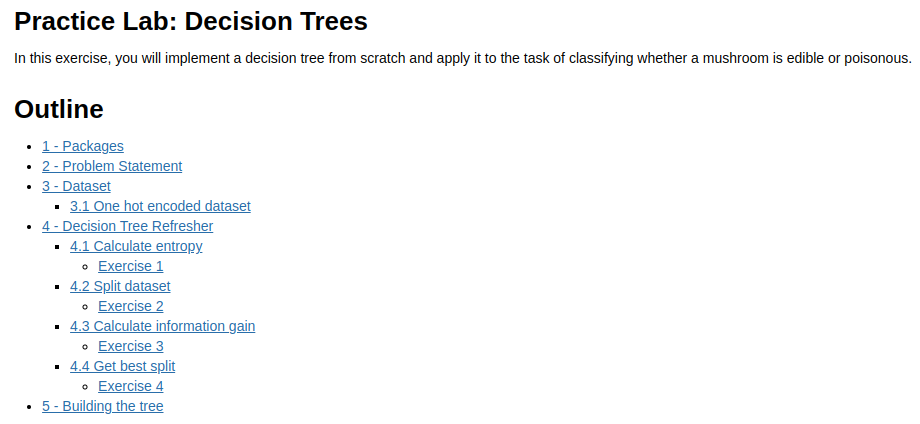 Practice Lab: Decision Trees
In this exercise, you will implement a decision tree from scratch and apply it to the task of classifying whether a mushroom is edible or poisonous.
Outline
1 - Packages
2 - Problem Statement
3 - Dataset
3.1 One hot encoded dataset
4 - Decision Tree Refresher
4.1 Calculate entropy
Exercise 1
4.2 Split dataset
Exercise 2
4.3 Calculate information gain
Exercise 3
4.4 Get best split
Exercise 4
5 - Building the tree